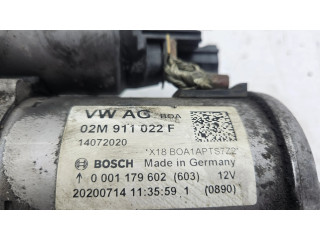 VW AG BOA
02M 911 022 F
14072020
*X18 BOA1APTS7Z2*
BOSCH Made in Germany
0 001 179 602 (603) 12V
20200714 11:35:59 1 (0890)